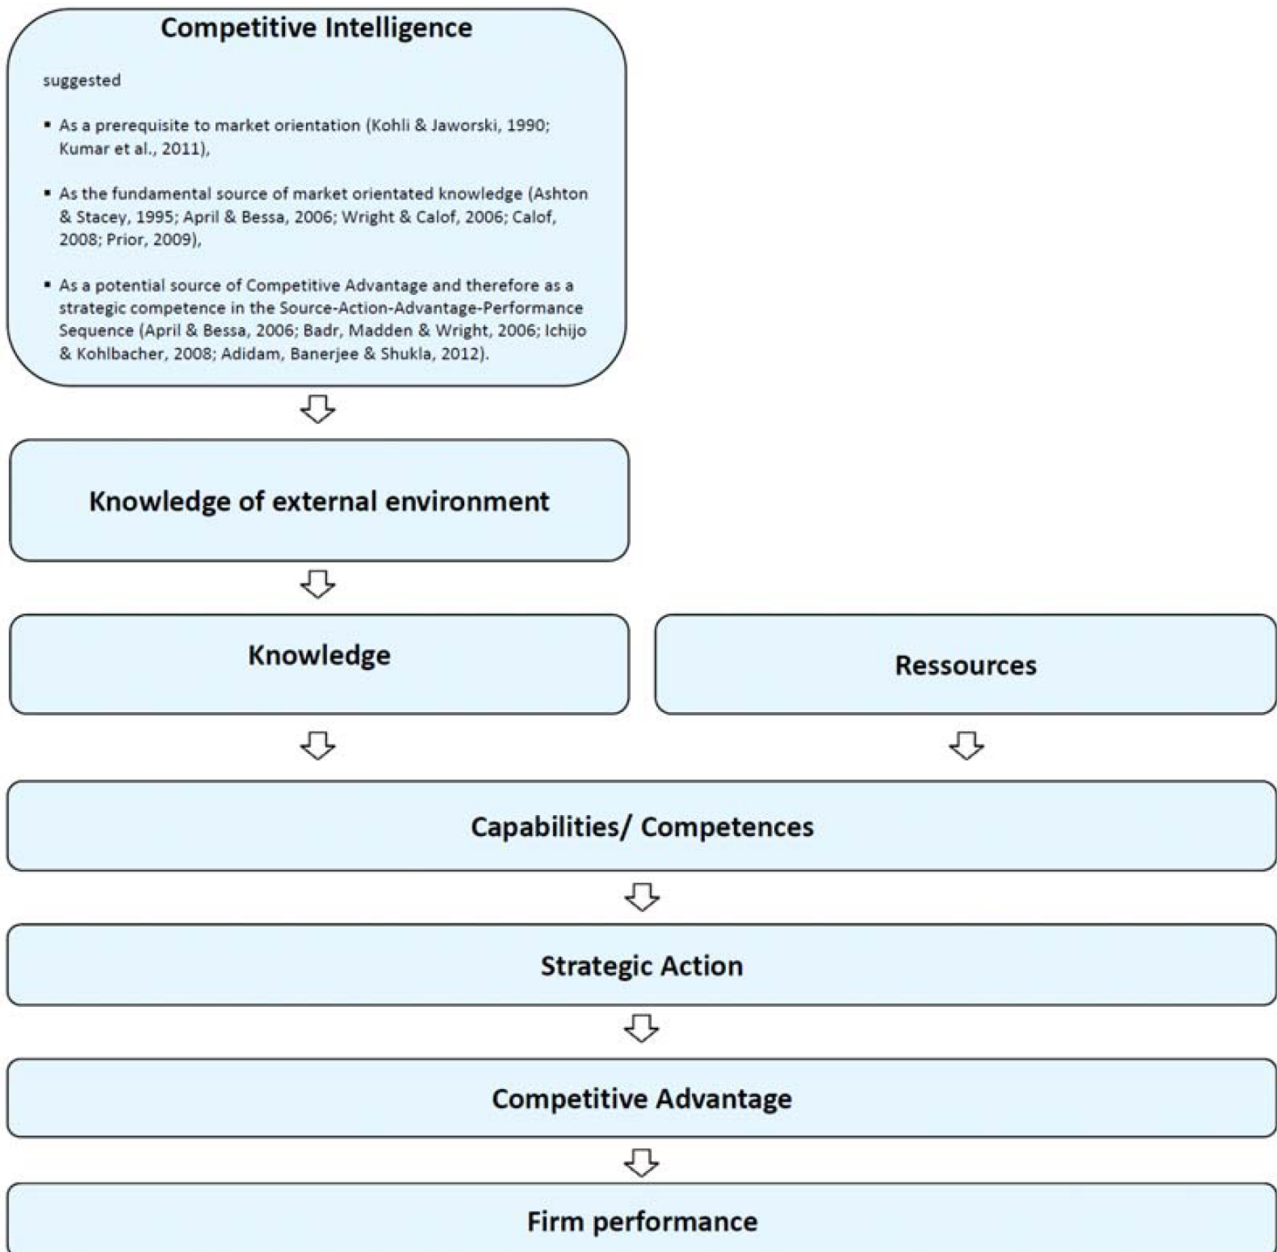 Competitive Intelligence
suggested
▪ As a prerequisite to market orientation (Kohli & Jaworski, 1990;
Kumar et al., 2011),
▪ As the fundamental source of market orientated knowledge (Ashton
& Stacey, 1995; April & Bessa, 2006; Wright & Calof, 2006; Calof,
2008; Prior, 2009),
▪ As a potential source of Competitive Advantage and therefore as a
strategic competence in the Source-Action-Advantage-Performance
Sequence (April & Bessa, 2006; Badr, Madden & Wright, 2006; Ichijo
& Kohlbacher, 2008; Adidam, Banerjee & Shukla, 2012).
Knowledge of external environment
Knowledge
Ressources
Capabilities/ Competences
Strategic Action
Competitive Advantage
Firm performance